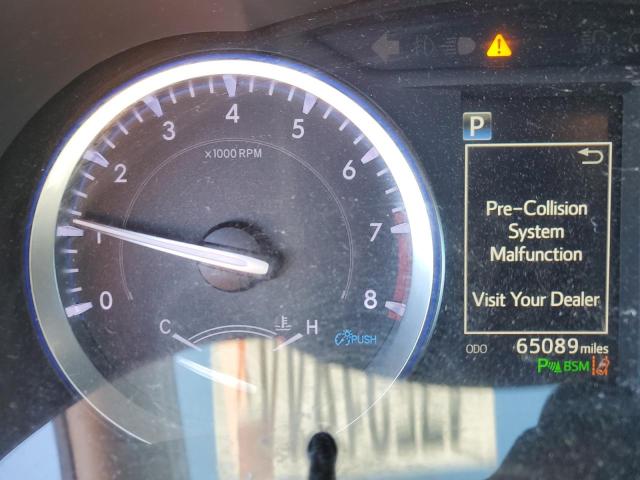 P
Pre-Collision
System
Malfunction
Visit Your Dealer
ODO 65089 miles
P BSM
x1000 RPM
0 1 2 3 4 5 6 7 8
C H
PUSH